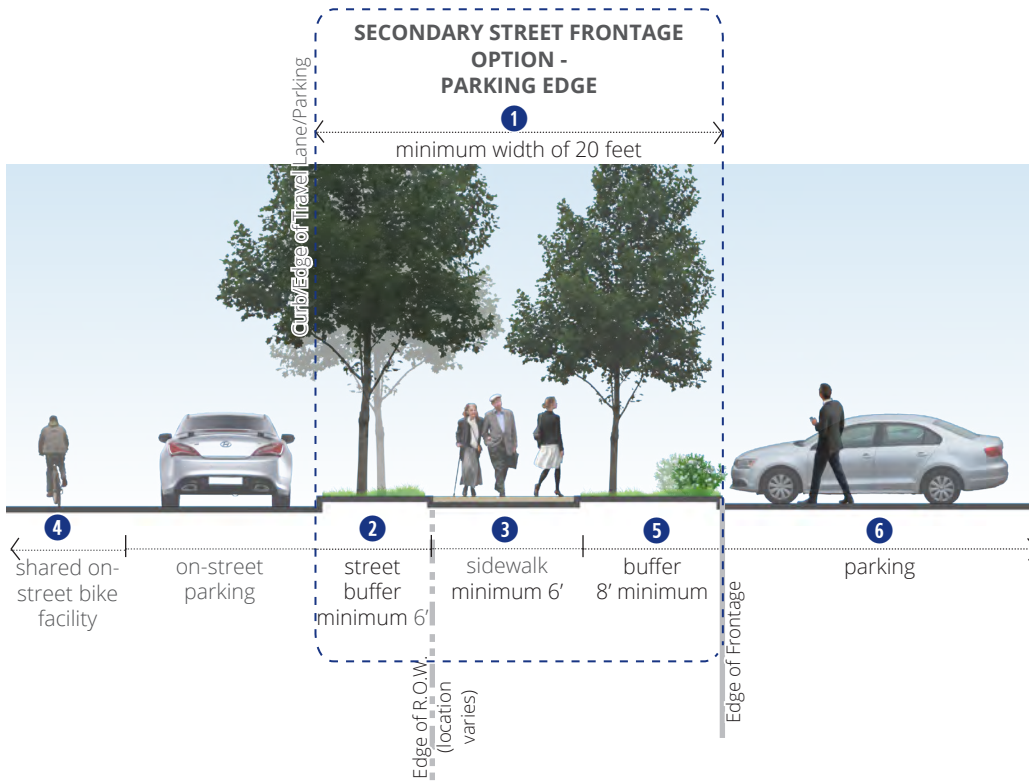 SECONDARY STREET FRONTAGE
OPTION -
PARKING EDGE
1
minimum width of 20 feet
Curb/Edge of Travel Lane/Parking
4
shared on-
street bike
facility
on-street
parking
2
street
buffer
minimum 6'
3
sidewalk
minimum 6'
5
buffer
8' minimum
6
parking
Edge of R.O.W.
(location
varies)
Edge of Frontage